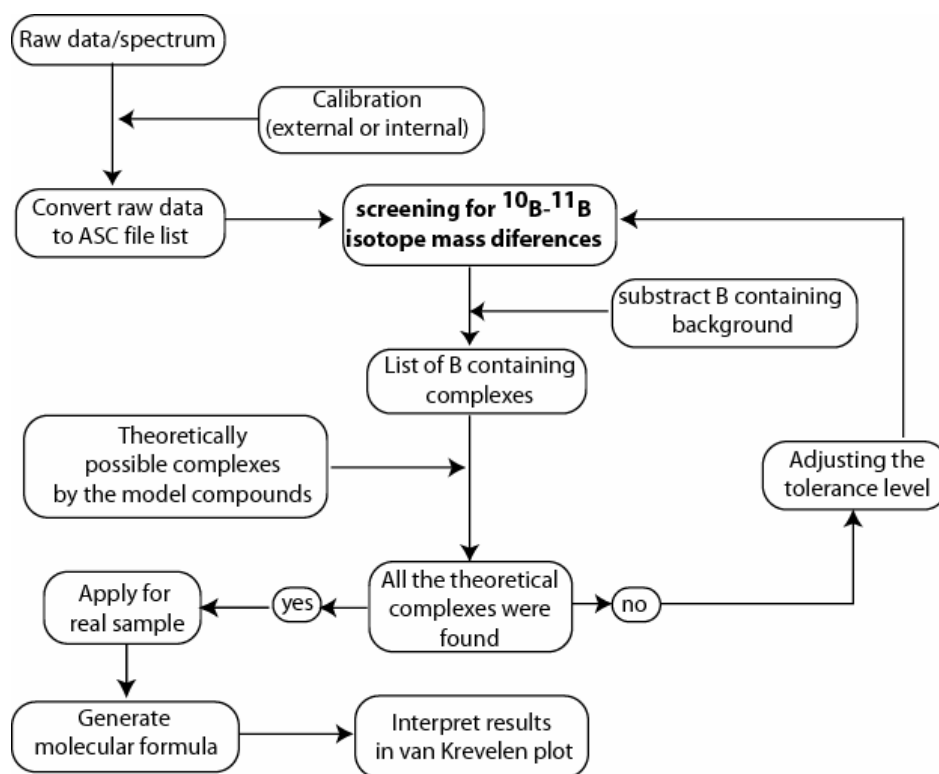 Raw data/spectrum
Calibration
(external or internal)
Convert raw data
to ASC file list
screening for ¹⁰B-¹¹B
isotope mass diferences
substract B containing
background
List of B containing
complexes
Theoretically
possible complexes
by the model compounds
Adjusting the
tolerance level
All the theoretical
complexes were
found
yes
no
Apply for
real sample
Generate
molecular formula
Interpret results
in van Krevelen plot